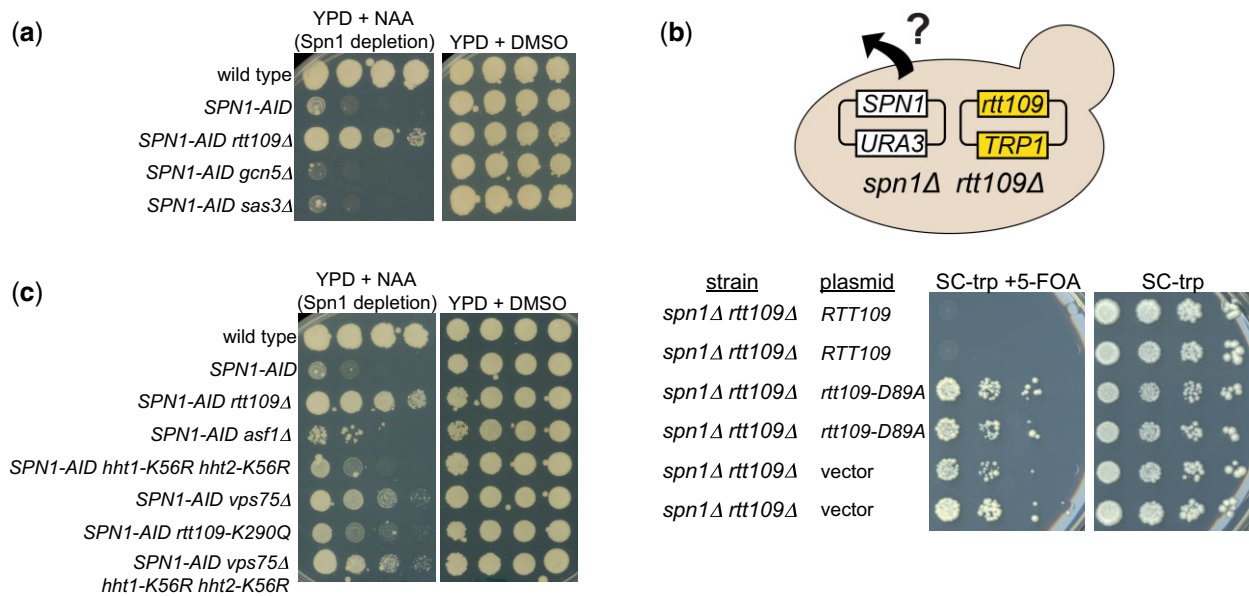 (a)
YPD + NAA
(Spn1 depletion)
YPD + DMSO
wild type
SPN1-AID
SPN1-AID rtt109Δ
SPN1-AID gcn5Δ
SPN1-AID sas3Δ
(b)
?
SPN1
URA3
rtt109
TRP1
spn1Δ rtt109Δ
strain plasmid SC-trp +5-FOA SC-trp
spn1Δ rtt109Δ RTT109
spn1Δ rtt109Δ RTT109
spn1Δ rtt109Δ rtt109-D89A
spn1Δ rtt109Δ rtt109-D89A
spn1Δ rtt109Δ vector
spn1Δ rtt109Δ vector
(c)
YPD + NAA
(Spn1 depletion)
YPD + DMSO
wild type
SPN1-AID
SPN1-AID rtt109Δ
SPN1-AID asf1Δ
SPN1-AID hht1-K56R hht2-K56R
SPN1-AID vps75Δ
SPN1-AID rtt109-K290Q
SPN1-AID vps75Δ
hht1-K56R hht2-K56R